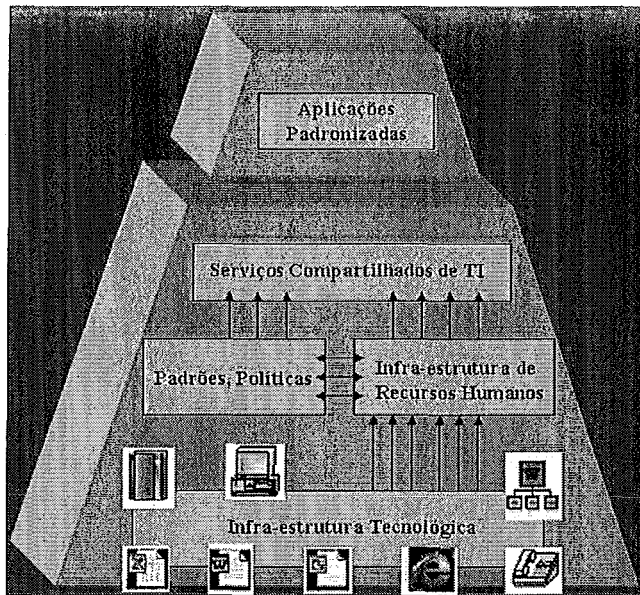 Aplicações
Padronizadas
Serviços Compartilhados de TI
Padrões, Políticas
Infra-estrutura de
Recursos Humanos
Infra-estrutura Tecnológica